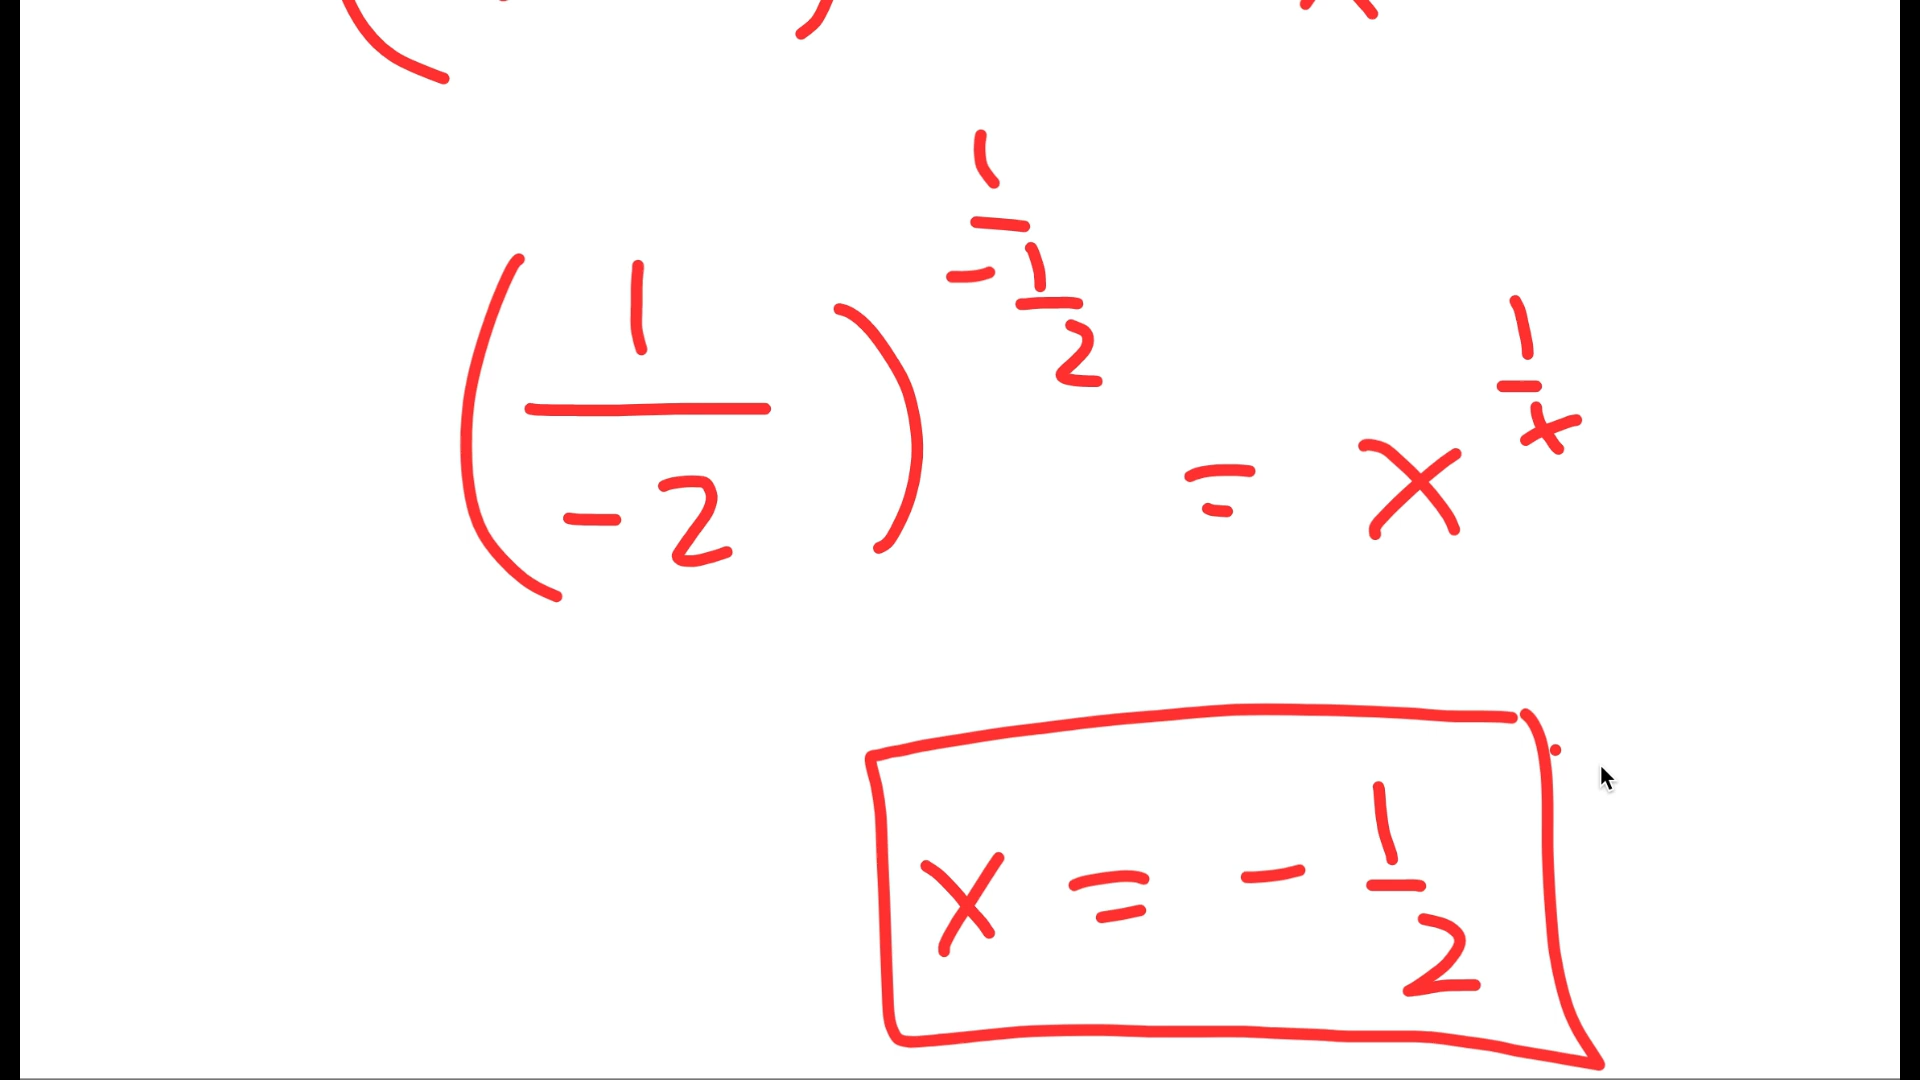 (1/-2)^(1/(-1/2)) = x^(1/x)
x = -1/2